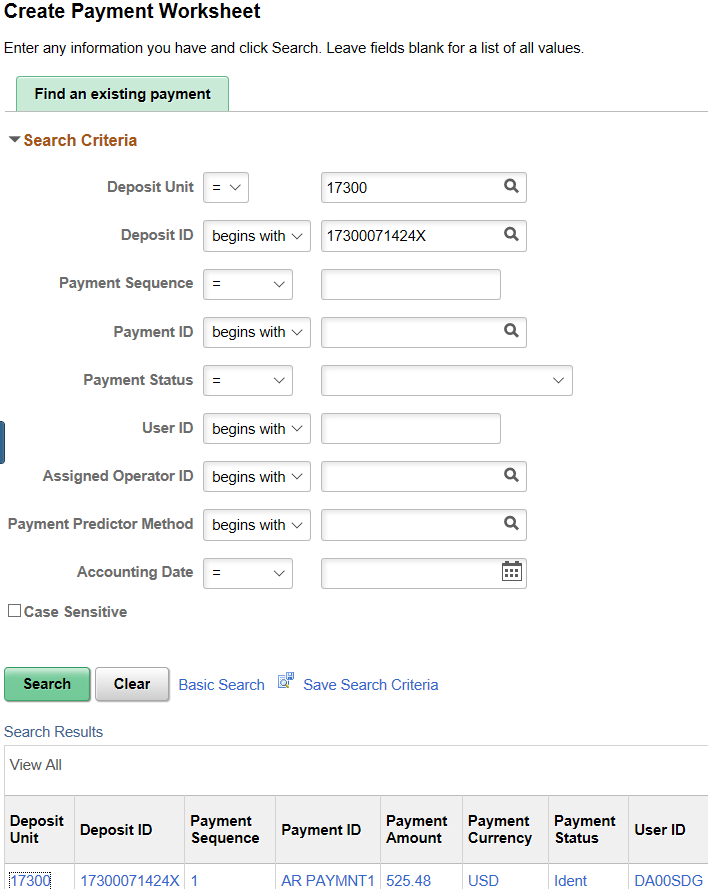 Create Payment Worksheet
Enter any information you have and click Search. Leave fields blank for a list of all values.
Find an existing payment
Search Criteria
Deposit Unit = 17300
Deposit ID begins with 17300071424X
Payment Sequence =
Payment ID begins with
Payment Status =
User ID begins with
Assigned Operator ID begins with
Payment Predictor Method begins with
Accounting Date =
Case Sensitive
Search Clear Basic Search Save Search Criteria
Search Results
View All
Deposit Unit Deposit ID Payment Sequence Payment ID Payment Amount Payment Currency Payment Status User ID
17300 17300071424X 1 AR PAYMNT1 525.48 USD Ident DA00SDG